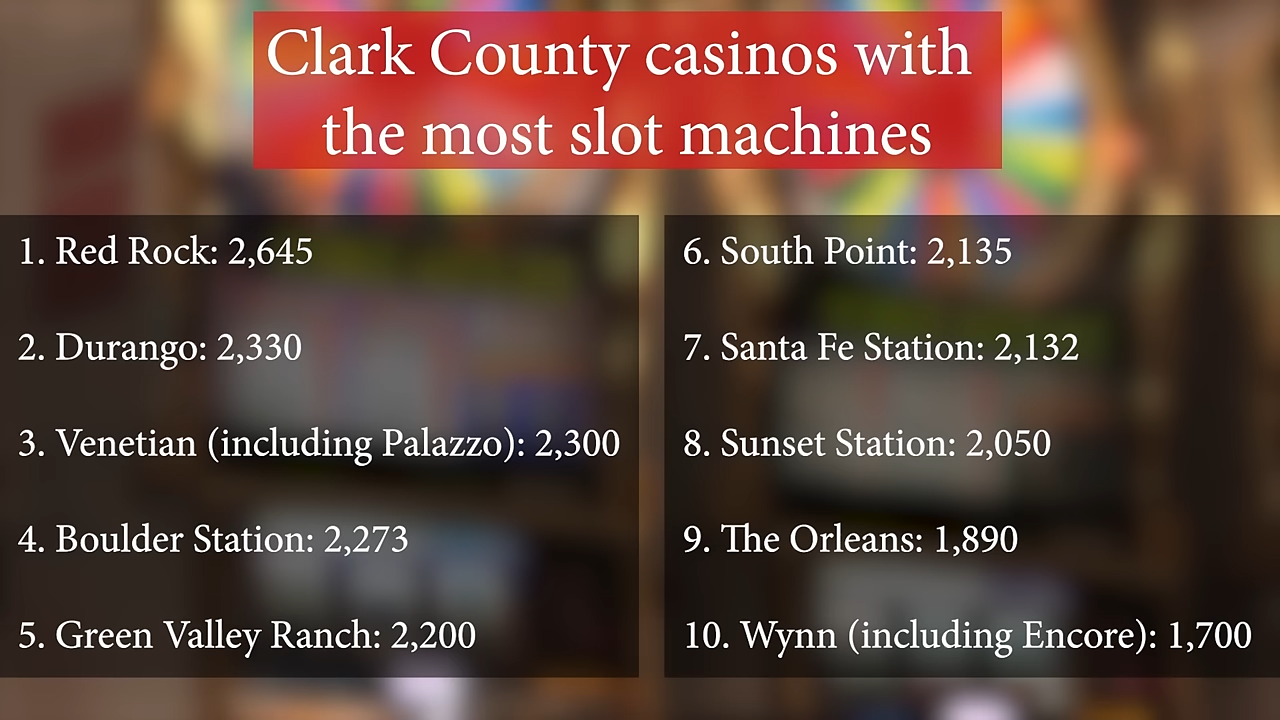 Clark County casinos with
the most slot machines
1. Red Rock: 2,645
2. Durango: 2,330
3. Venetian (including Palazzo): 2,300
4. Boulder Station: 2,273
5. Green Valley Ranch: 2,200
6. South Point: 2,135
7. Santa Fe Station: 2,132
8. Sunset Station: 2,050
9. The Orleans: 1,890
10. Wynn (including Encore): 1,700